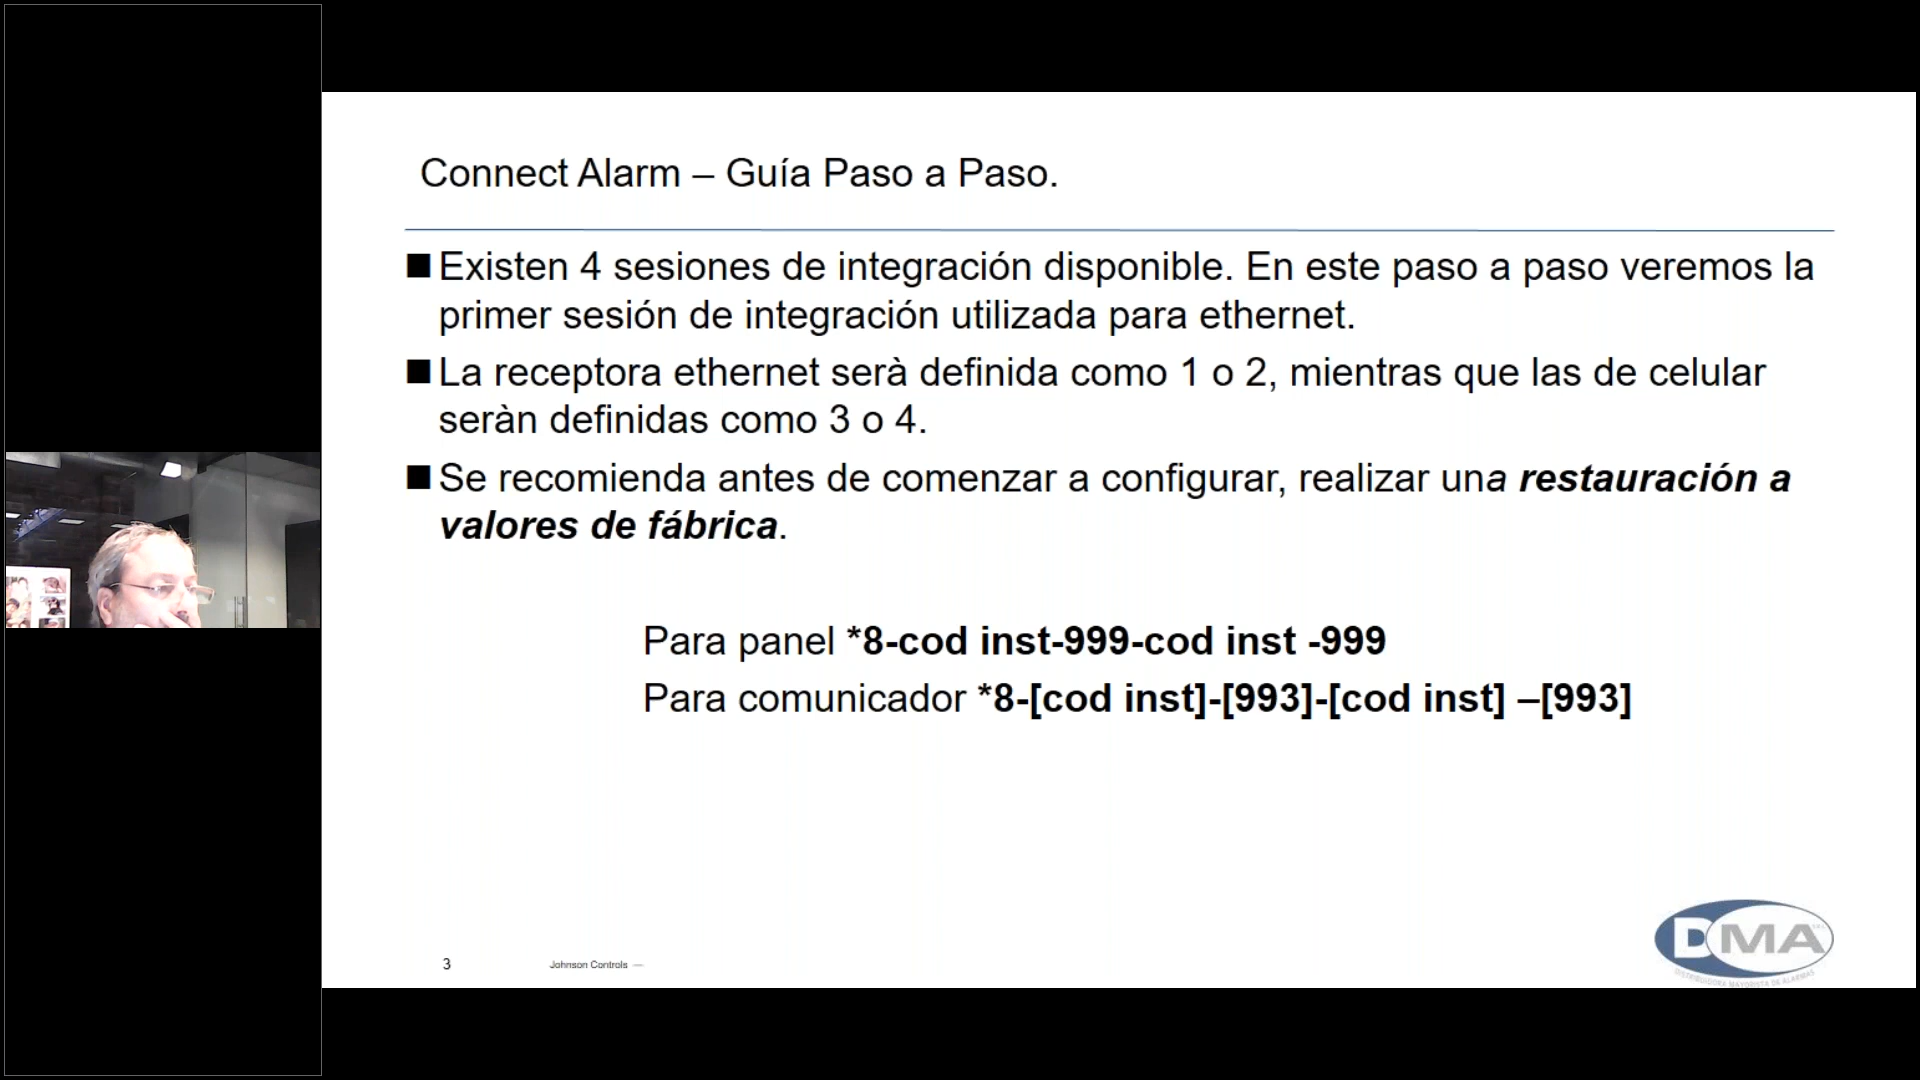 Connect Alarm – Guía Paso a Paso.
Existen 4 sesiones de integración disponible. En este paso a paso veremos la
primer sesión de integración utilizada para ethernet.
La receptora ethernet serà definida como 1 o 2, mientras que las de celular
seràn definidas como 3 o 4.
Se recomienda antes de comenzar a configurar, realizar una restauración a
valores de fábrica.
Para panel *8-cod inst-999-cod inst -999
Para comunicador *8-[cod inst]-[993]-[cod inst] –[993]
3
Johnson Controls —
DMA
DISTRIBUIDORA MAYORISTA DE ALARMAS